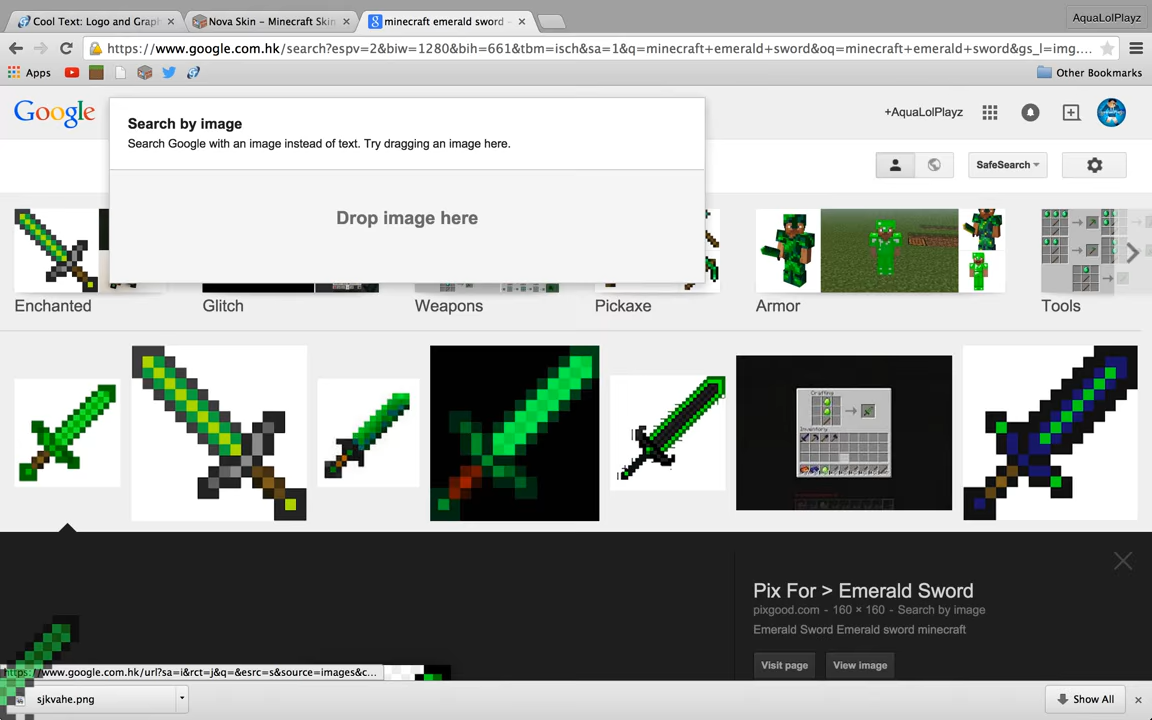 Cool Text: Logo and Grap
Nova Skin - Minecraft Skin
minecraft emerald sword -
AquaLolPlayz
https://www.google.com.hk/search?espv=2&biw=1280&bih=661&tbm=isch&sa=1&q=minecraft+emerald+sword&oq=minecraft+emerald+sword&gs_l=img....
Apps
Other Bookmarks
Google
Search by image
Search Google with an image instead of text. Try dragging an image here.
+AquaLolPlayz
SafeSearch
Drop image here
Enchanted
Glitch
Weapons
Pickaxe
Armor
Tools
Crafting
Inventory
Pix For > Emerald Sword
pixgood.com - 160 × 160 - Search by image
Emerald Sword Emerald sword minecraft
Visit page
View image
https://www.google.com.hk/url?sa=i&rct=j&q=&esrc=s&source=images&c...
sjkvahe.png
Show All